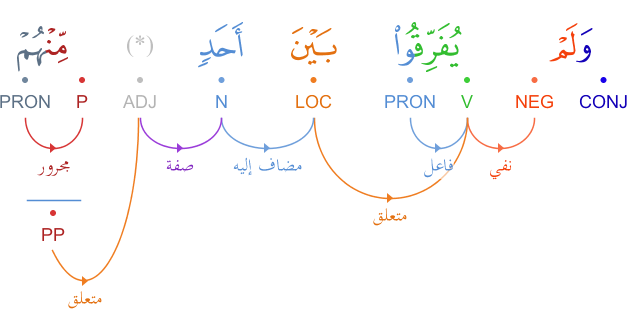 وَلَمْ يُفَرِّقُوا۟ بَيْنَ أَحَدٍ (*) مِّنْهُمْ
PRON P ADJ N LOC PRON V NEG CONJ
مجرور صفة مضاف إليه فاعل نفي
متعلق
PP
متعلق